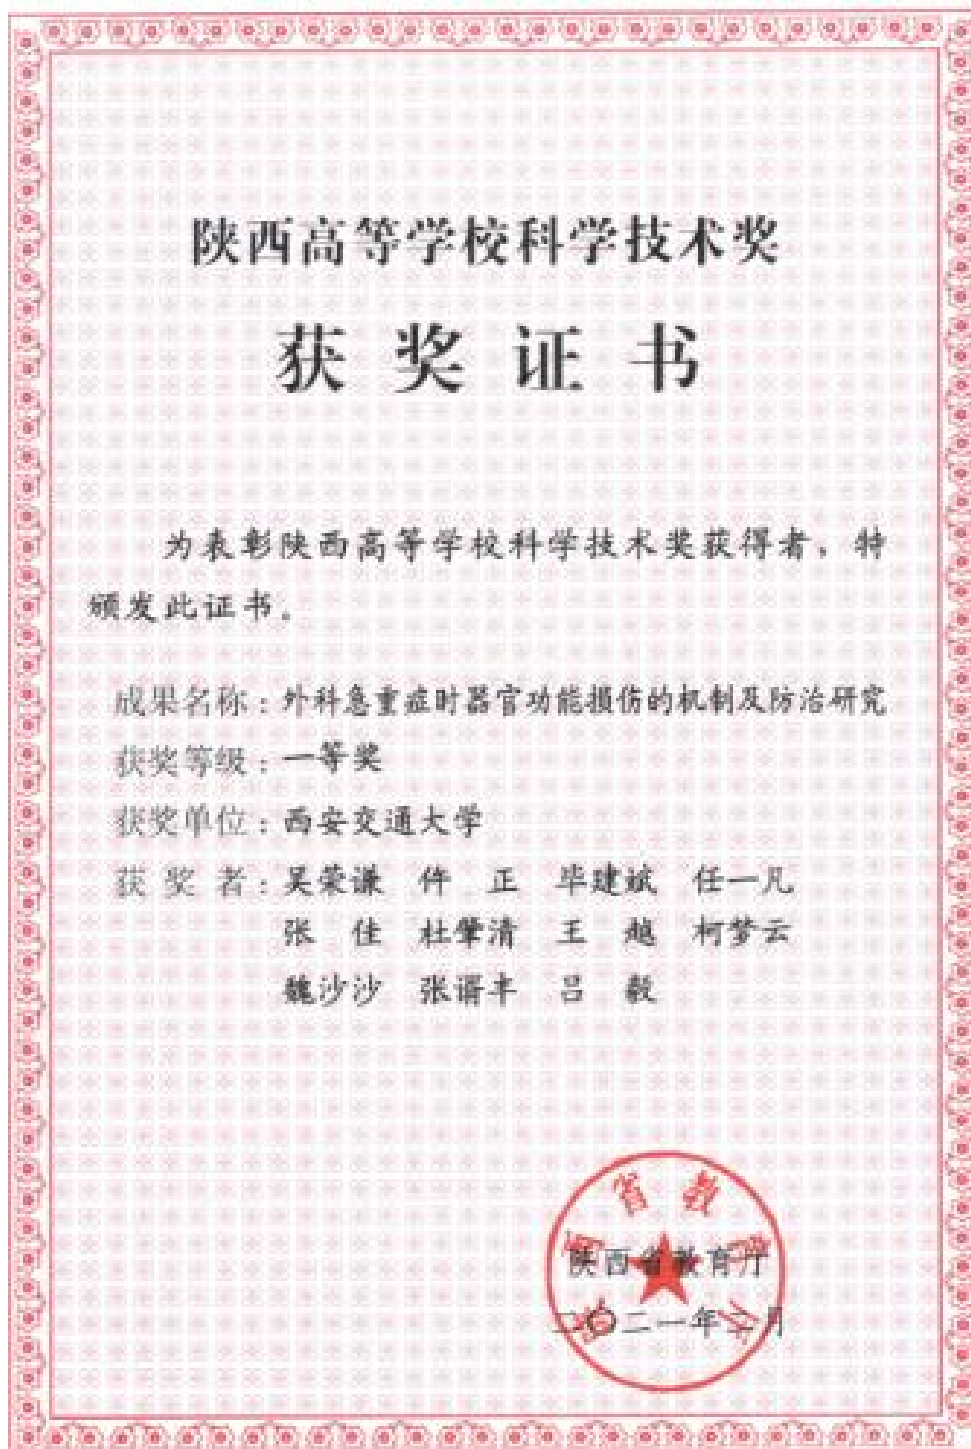 陕西高等学校科学技术奖
获奖证书
为表彰陕西高等学校科学技术奖获得者，特
颁发此证书。
成果名称：外科急重症时器官功能损伤的机制及防治研究
获奖等级：一等奖
获奖单位：西安交通大学
获奖者：吴荣谦 仵正 毕建斌 任一凡
张佳 杜肇清 王越 柯梦云
魏沙沙 张谞丰 吕毅
陕西省教育厅
二〇二一年二月